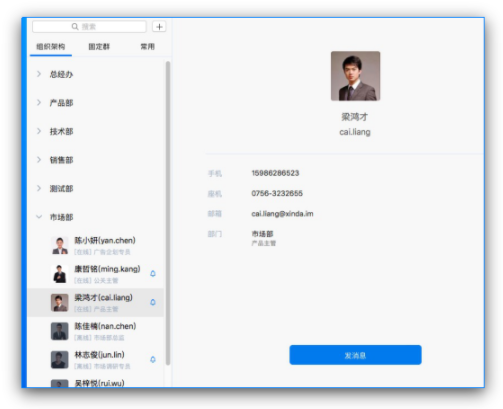 搜索
组织架构 固定群 常用
总经办
产品部
技术部
销售部
测试部
市场部
陈小妍(yan.chen)
[在线] 广告企划专员
康哲铭(ming.kang)
[在线] 公关主管
梁鸿才(cai.liang)
[在线] 产品主管
陈佳楠(nan.chen)
[离线] 市场部总监
林志俊(jun.lin)
[离线] 市场调研专员
吴梓悦(rui.wu)
梁鸿才
cai.liang
手机 15986286523
座机 0756-3232655
邮箱 cai.liang@xinda.im
部门 市场部
产品主管
发消息